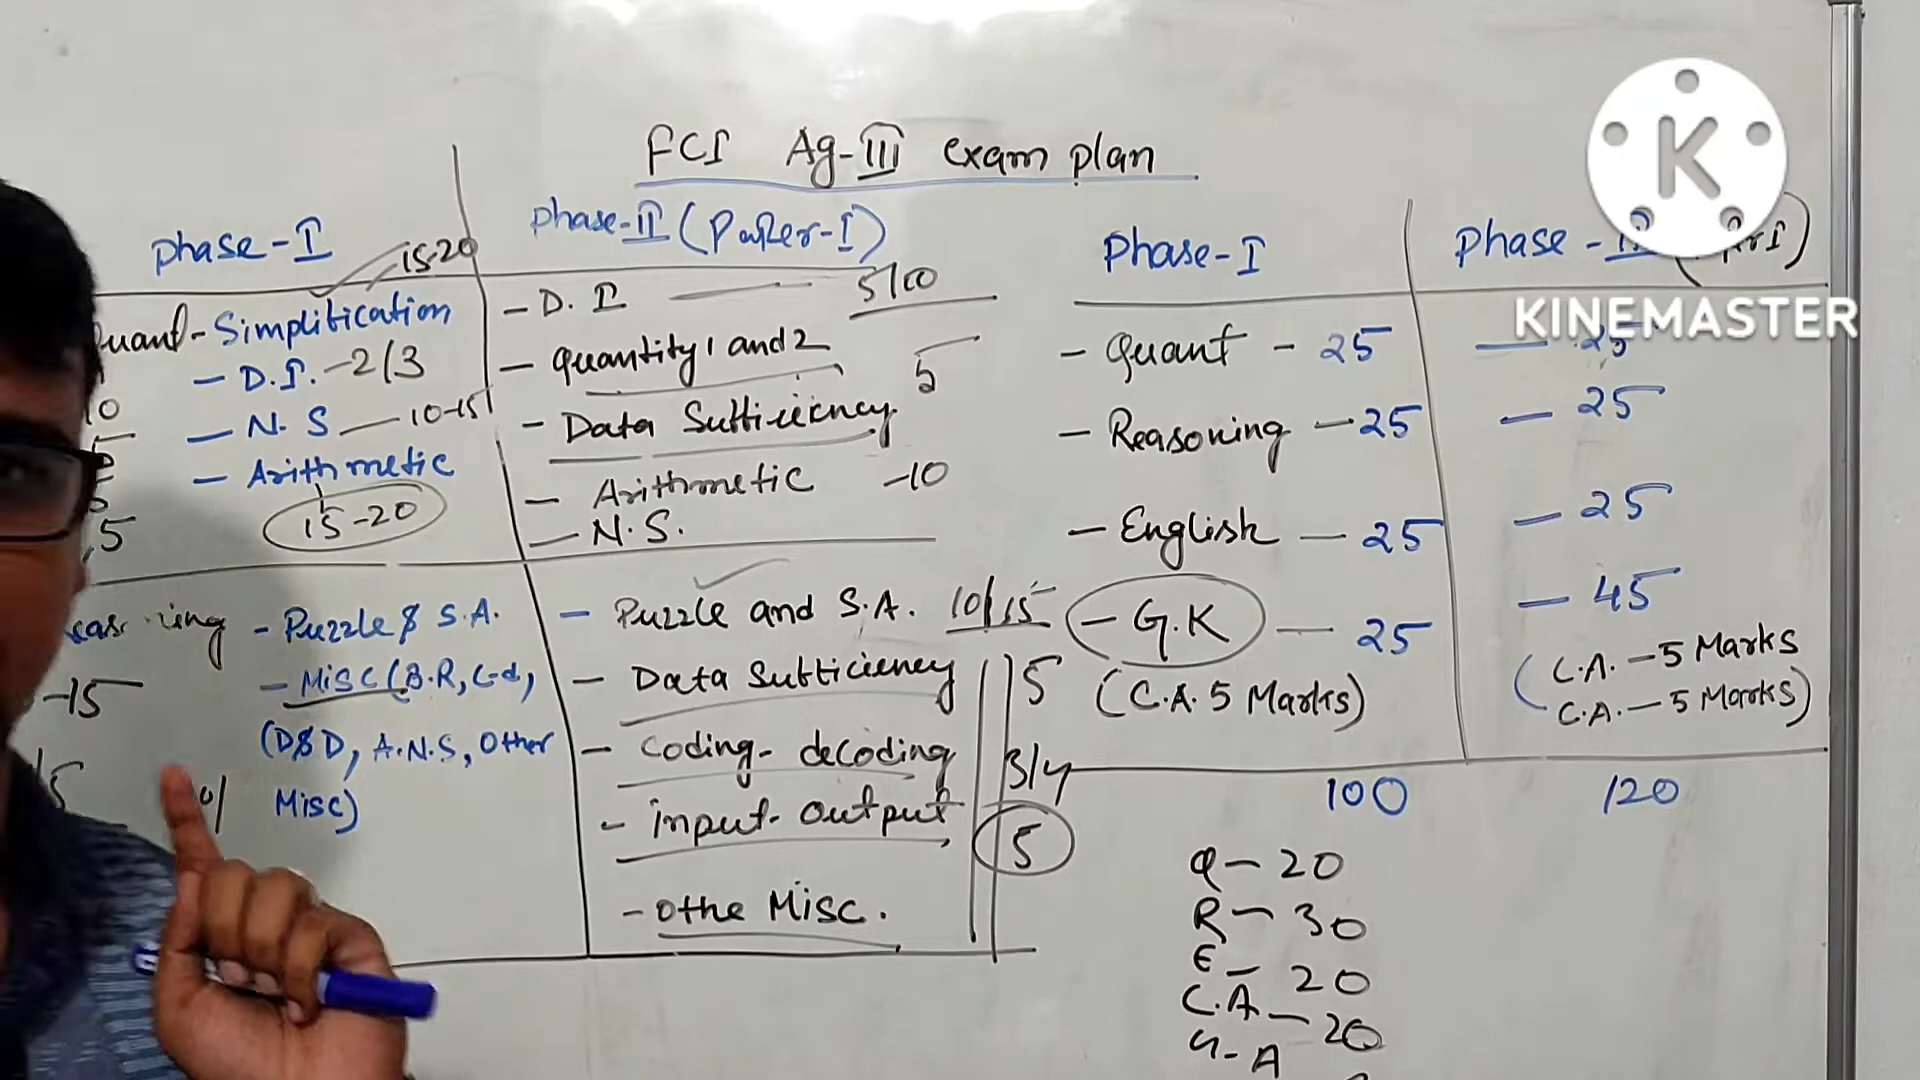 FCI Ag-III exam plan
Phase-I
15-20
Quant-Simplification
- D.I. -2/3
10
- N.S - 10-15
5
- Arithmetic
15-20
5
Phase-II (Paper-I)
- D.I - 5/10
- Quantity 1 and 2 5
- Data Sufficiency
- Arithmetic -10
- N.S.
- Puzzle & S.A.
-15
- Misc (B.R, C-d,
(D&D, A.N.S, Other
Misc)
- Puzzle and S.A. 10/15
- Data Sufficiency 5
- Coding-decoding 3/4
- input-output 5
- othe Misc.
Phase-I
- Quant - 25
- Reasoning - 25
- English - 25
- G.K - 25
(C.A. 5 Marks)
100
Phase-
- 25
- 25
- 25
- 45
(C.A. - 5 Marks
C.A. - 5 Marks)
120
Q - 20
R - 30
E - 20
C.A - 20
G-A
K
KINEMASTER